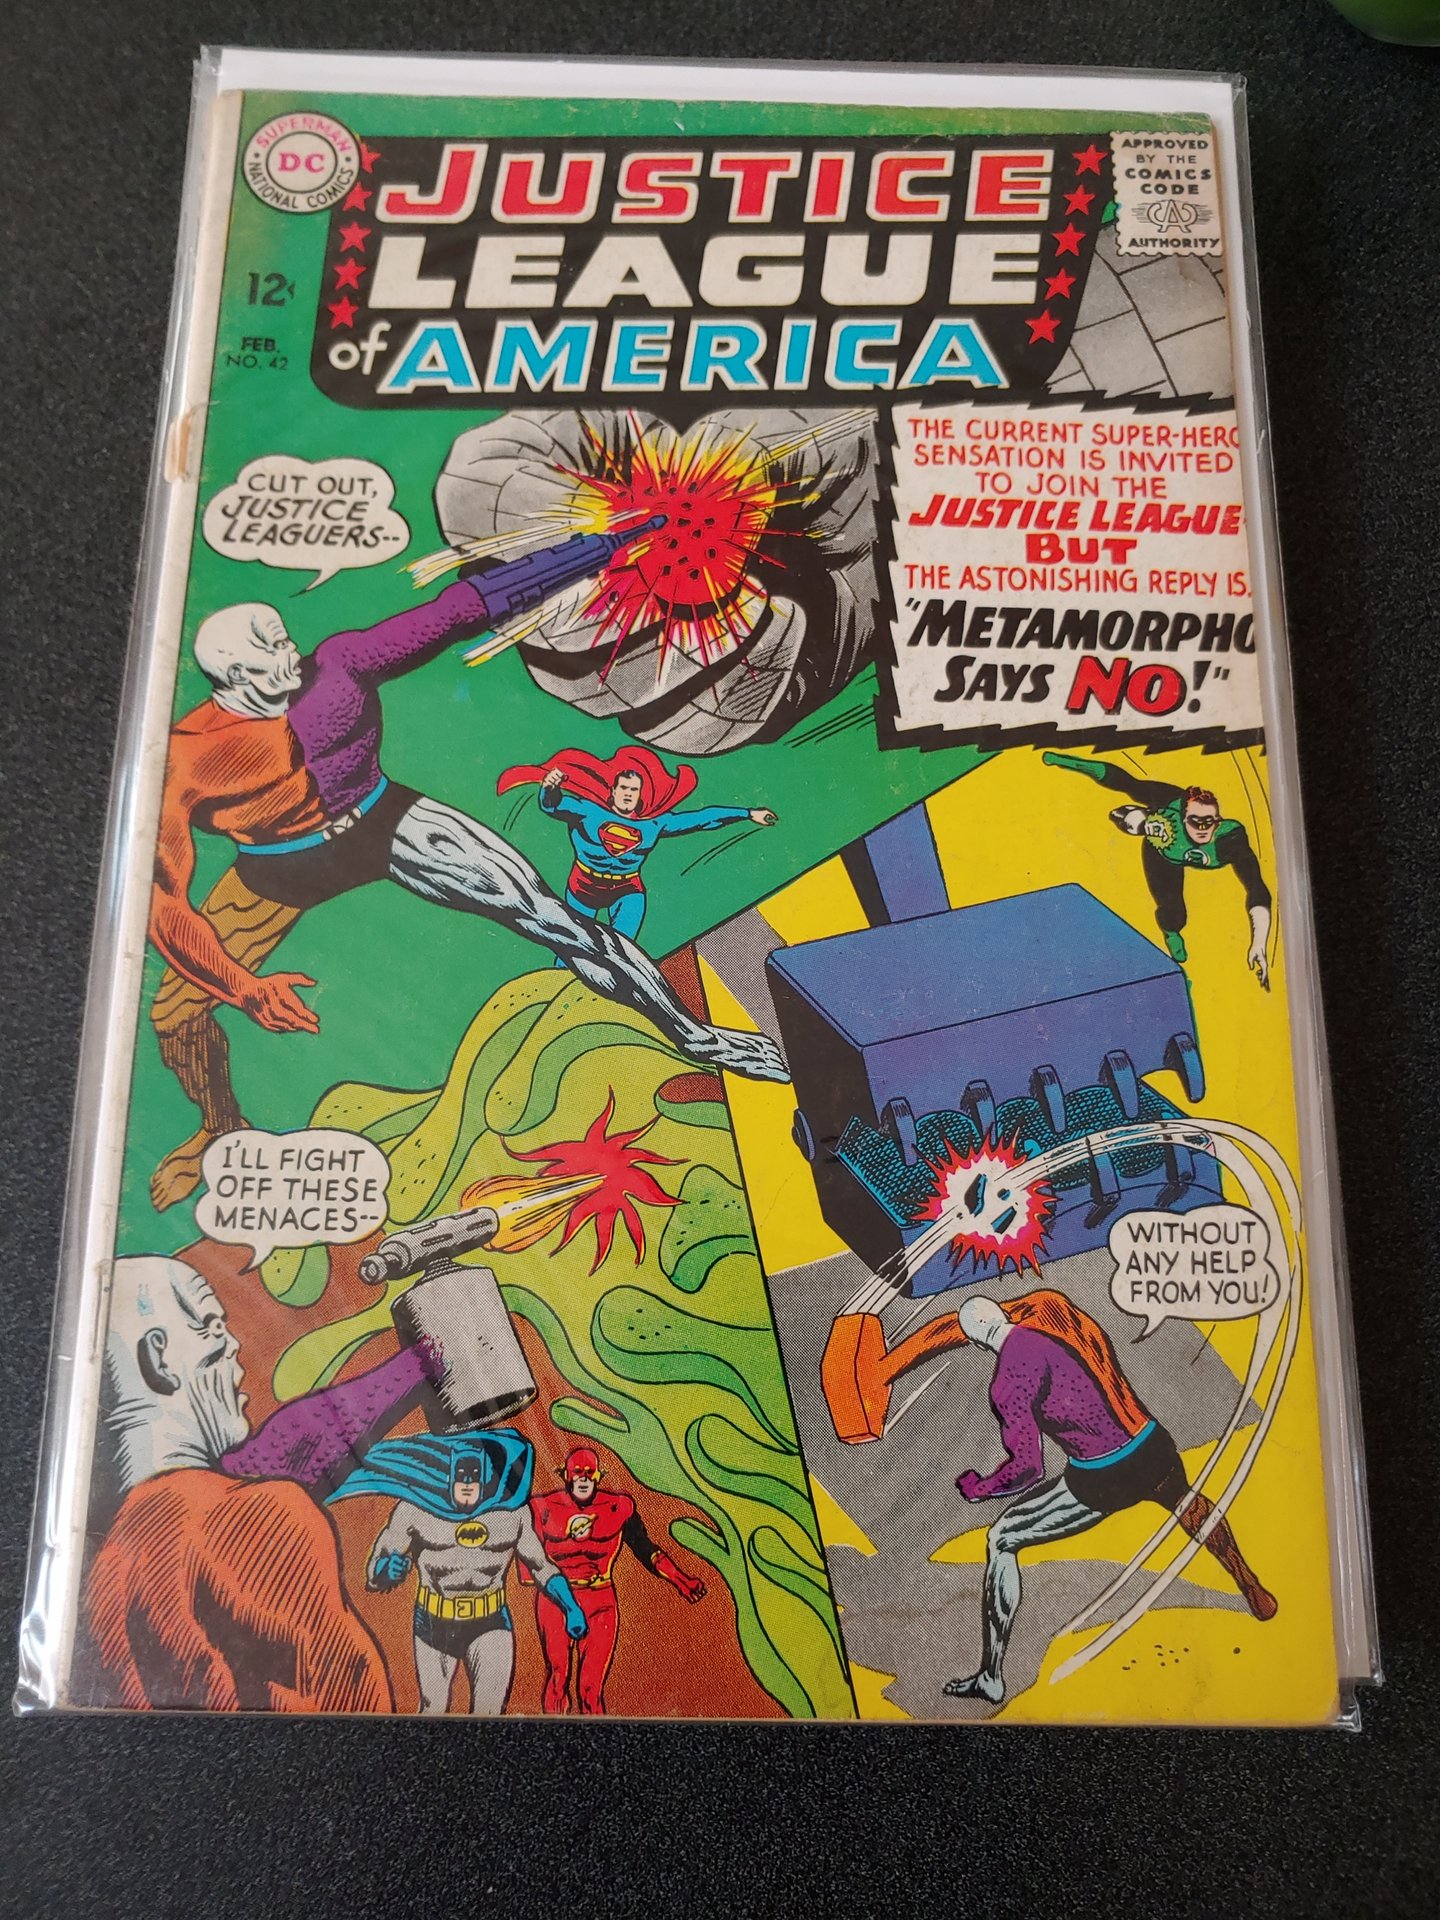 SUPERMAN
DC
NATIONAL COMICS
12¢
FEB.
NO. 42
JUSTICE
LEAGUE
of AMERICA
APPROVED
BY THE
COMICS
CODE
CA
AUTHORITY
THE CURRENT SUPER-HERO
SENSATION IS INVITED
TO JOIN THE
JUSTICE LEAGUE-
BUT
THE ASTONISHING REPLY IS..
"METAMORPHO
SAYS NO!"
CUT OUT,
JUSTICE
LEAGUERS--
S
I'LL FIGHT
OFF THESE
MENACES--
WITHOUT
ANY HELP
FROM YOU!